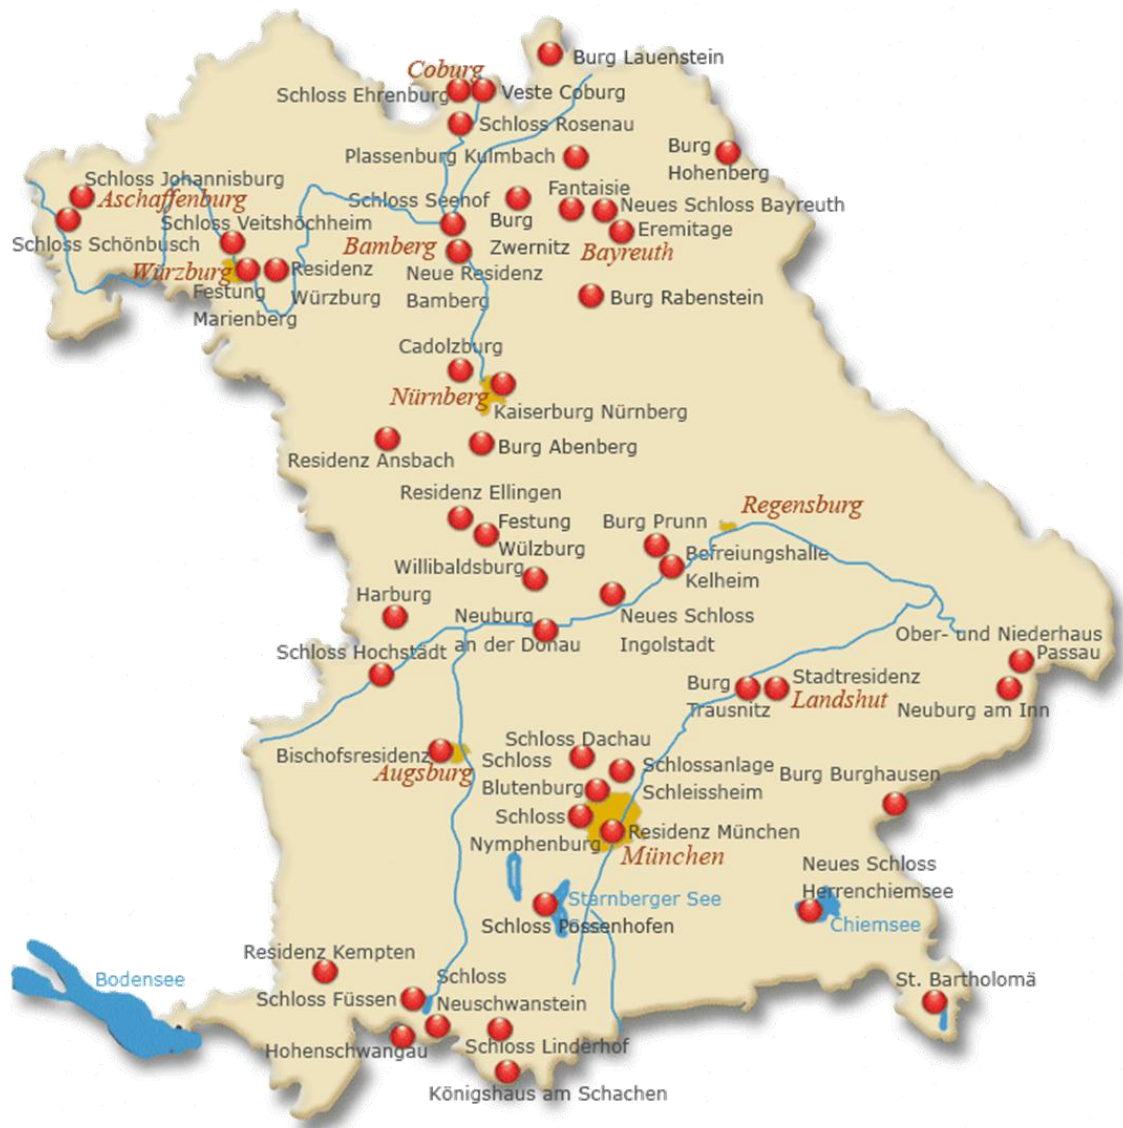 Burg Lauenstein
Coburg
Schloss Ehrenburg
Veste Coburg
Schloss Rosenau
Plassenburg Kulmbach
Burg
Hohenberg
Schloss Johannisburg
Aschaffenburg
Schloss Schönbusch
Schloss Veitshöchheim
Würzburg
Festung
Marienberg
Residenz
Würzburg
Schloss Seehof
Bamberg
Neue Residenz
Bamberg
Burg
Zwernitz
Fantaisie
Neues Schloss Bayreuth
Eremitage
Bayreuth
Burg Rabenstein
Cadolzburg
Nürnberg
Kaiserburg Nürnberg
Residenz Ansbach
Burg Abenberg
Residenz Ellingen
Festung
Wülzburg
Willibaldsburg
Burg Prunn
Regensburg
Befreiungshalle
Kelheim
Harburg
Neuburg
an der Donau
Neues Schloss
Ingolstadt
Schloss Hochstädt
Ober- und Niederhaus
Passau
Neuburg am Inn
Burg
Trausnitz
Stadtresidenz
Landshut
Bischofsresidenz
Augsburg
Schloss Dachau
Schloss
Blutenburg
Schlossanlage
Schleissheim
Burg Burghausen
Schloss
Nymphenburg
Residenz München
München
Starnberger See
Schloss Possenhofen
Neues Schloss
Herrenchiemsee
Chiemsee
Bodensee
Residenz Kempten
Schloss Füssen
Schloss
Neuschwanstein
Hohenschwangau
Schloss Linderhof
Königshaus am Schachen
St. Bartholomä